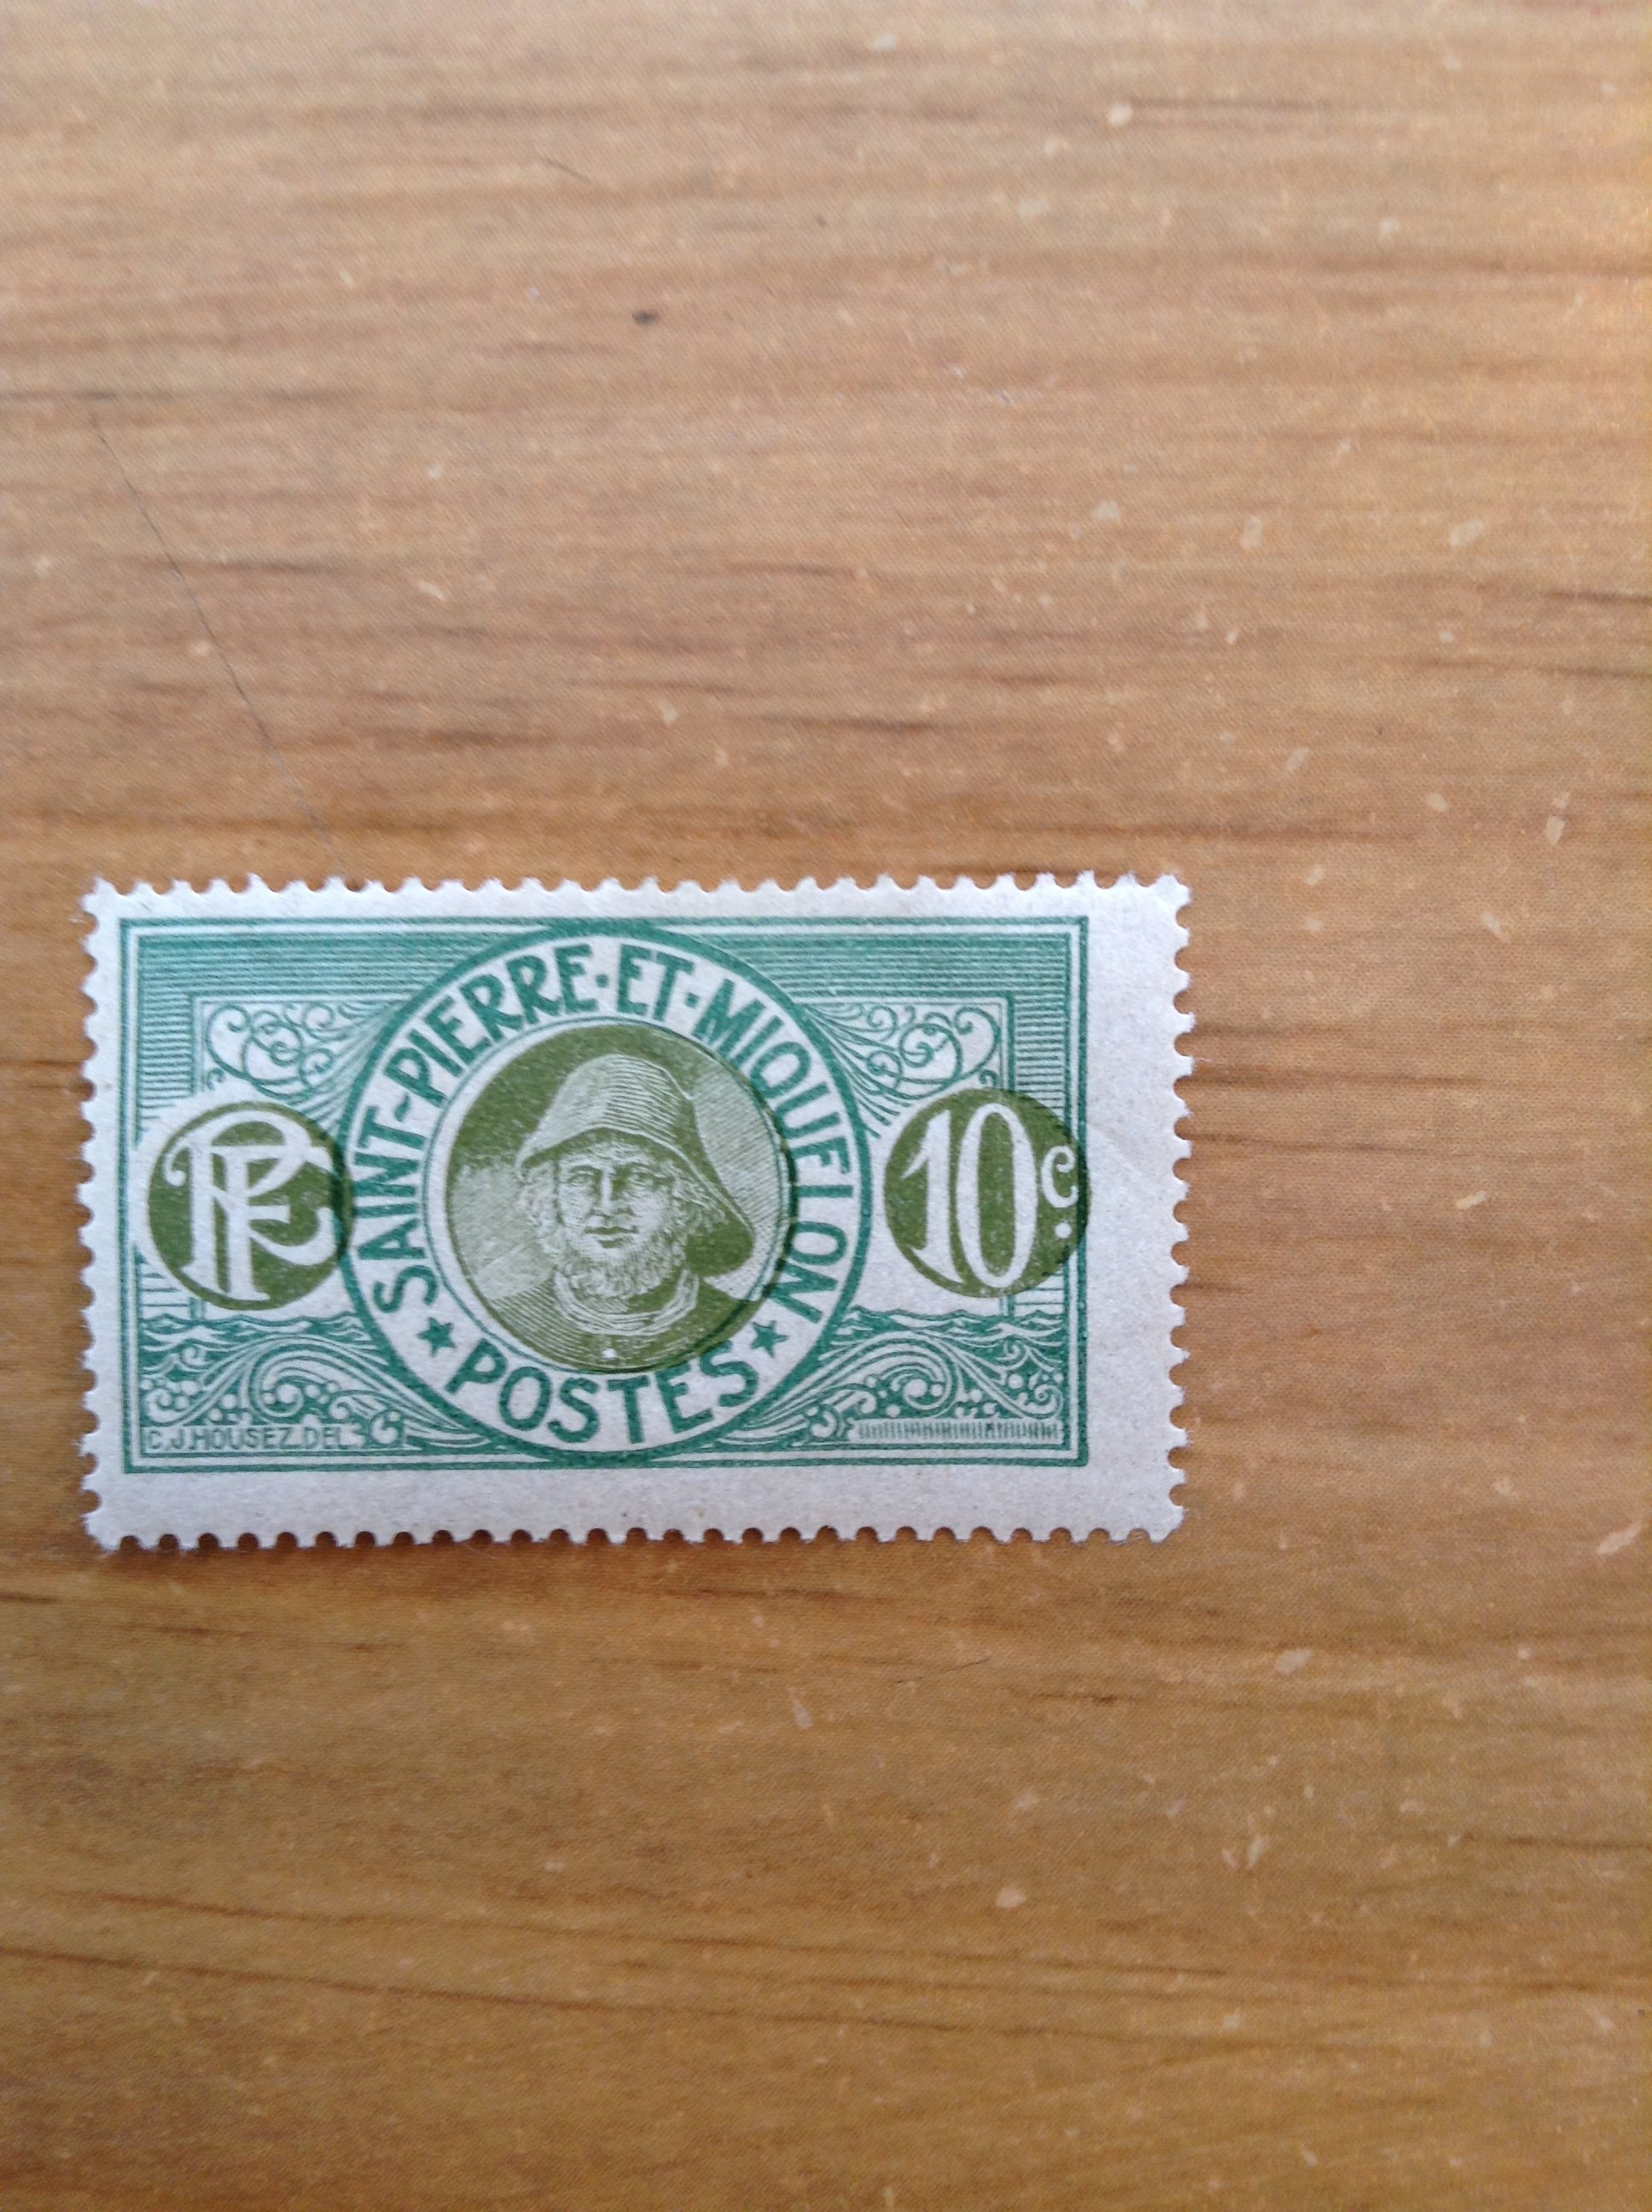 SAINT-PIERRE·ET·MIQUELON
RF
10c.
POSTES
C.J.HOUSEZ.DEL.